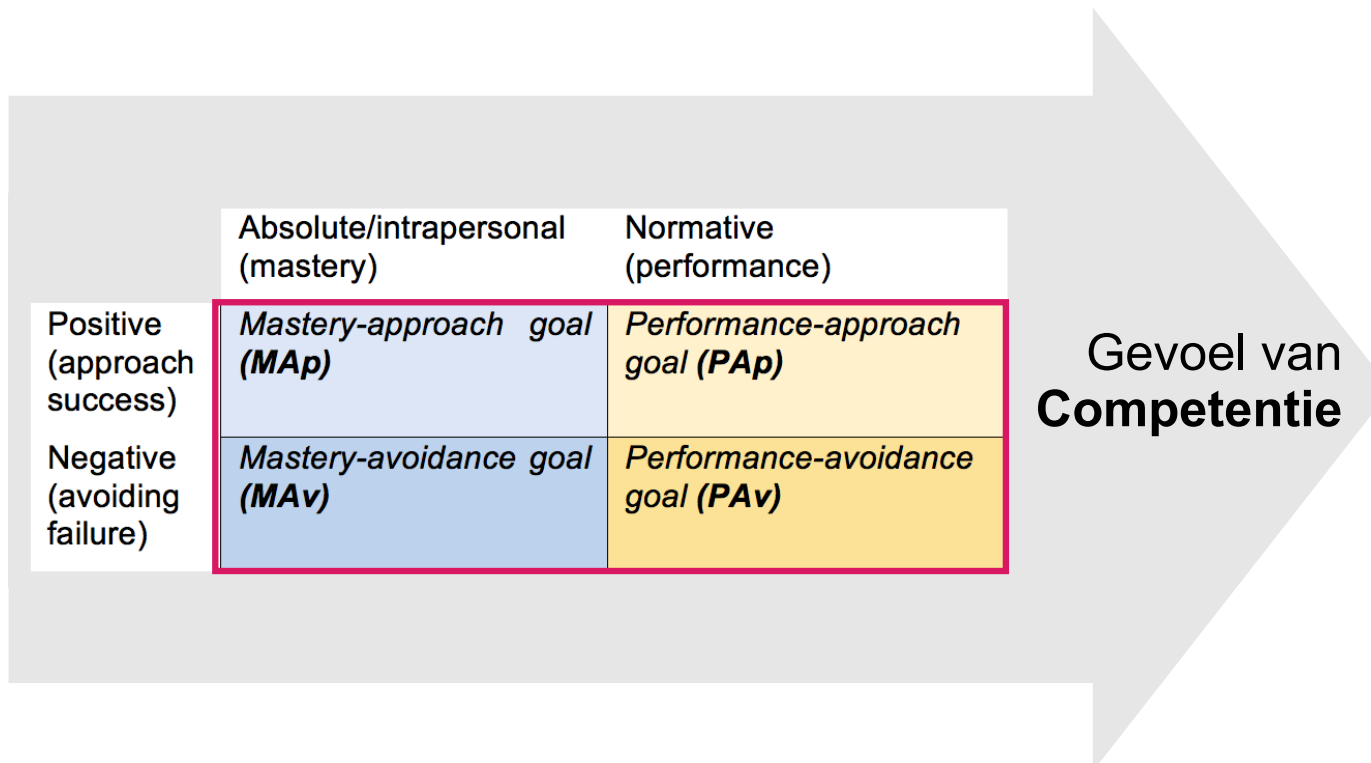 Absolute/intrapersonal
(mastery)
Normative
(performance)
Positive
(approach
success)
Mastery-approach goal
(MAp)
Performance-approach
goal (PAp)
Negative
(avoiding
failure)
Mastery-avoidance goal
(MAv)
Performance-avoidance
goal (PAv)
Gevoel van
Competentie